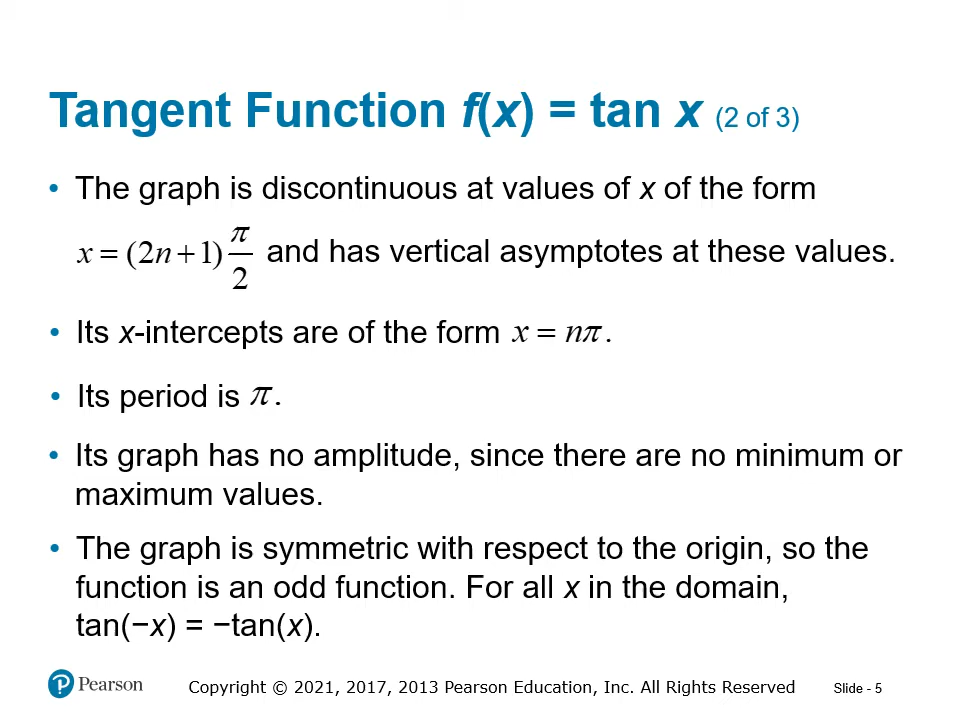 Tangent Function f(x) = tan x (2 of 3)
• The graph is discontinuous at values of x of the form
x = (2n + 1) π/2 and has vertical asymptotes at these values.
• Its x-intercepts are of the form x = nπ.
• Its period is π.
• Its graph has no amplitude, since there are no minimum or
maximum values.
• The graph is symmetric with respect to the origin, so the
function is an odd function. For all x in the domain,
tan(−x) = −tan(x).
Pearson Copyright © 2021, 2017, 2013 Pearson Education, Inc. All Rights Reserved Slide - 5